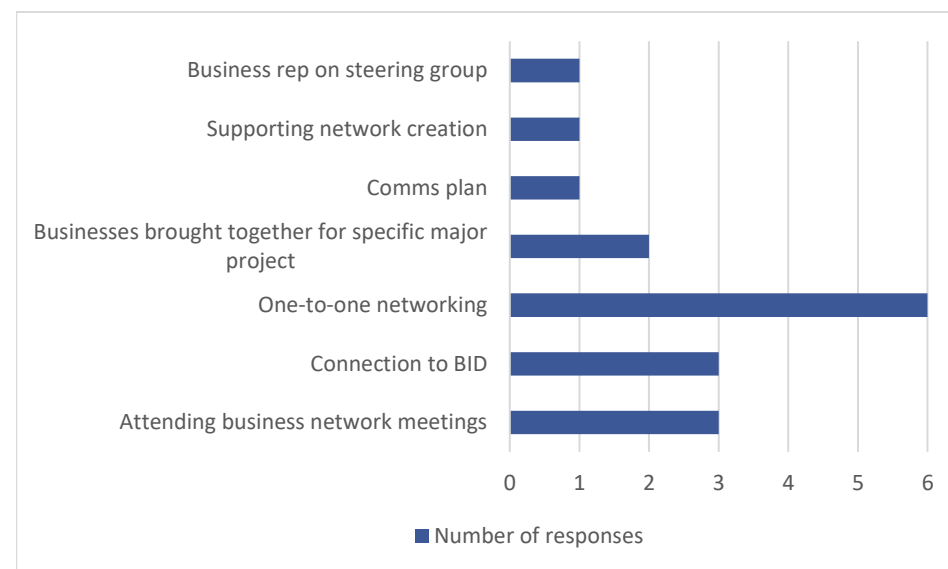 Business rep on steering group
Supporting network creation
Comms plan
Businesses brought together for specific major
project
One-to-one networking
Connection to BID
Attending business network meetings
0 1 2 3 4 5 6
Number of responses